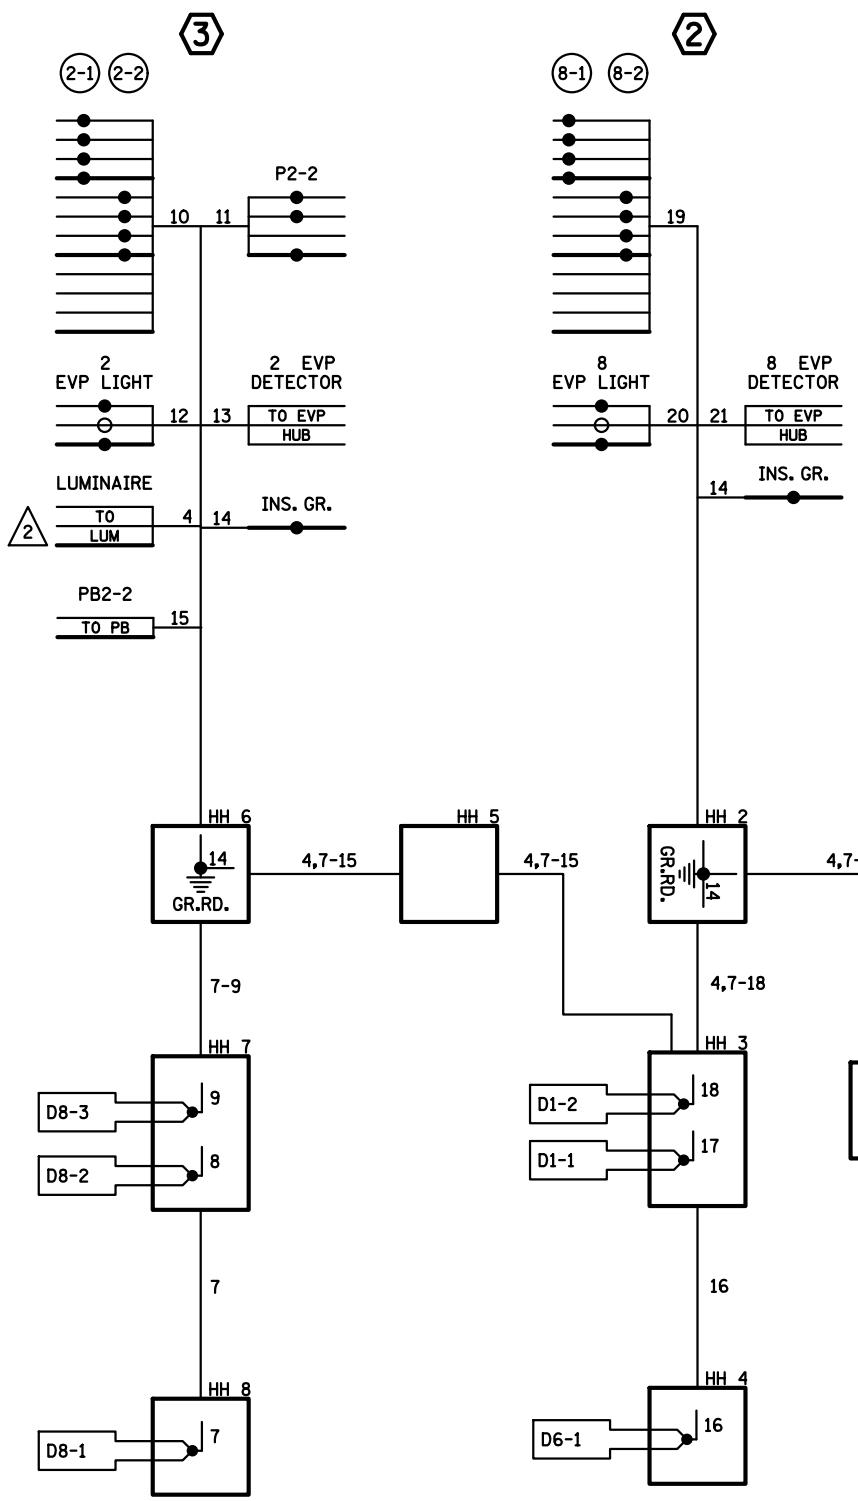 3
2
2-1 2-2
8-1 8-2
P2-2
10 11
19
2
EVP LIGHT
2 EVP
DETECTOR
8
EVP LIGHT
8 EVP
DETECTOR
12 13
TO EVP
HUB
20 21
TO EVP
HUB
LUMINAIRE
INS. GR.
INS. GR.
14
2
TO
LUM
4 14
PB2-2
TO PB
15
HH 6
HH 5
HH 2
14
GR.RD.
4,7-15
4,7-15
GR.RD.
14
4,7-
7-9
4,7-18
HH 7
HH 3
D8-3
9
D8-2
8
D1-2
18
D1-1
17
7
16
HH 8
HH 4
D8-1
7
D6-1
16